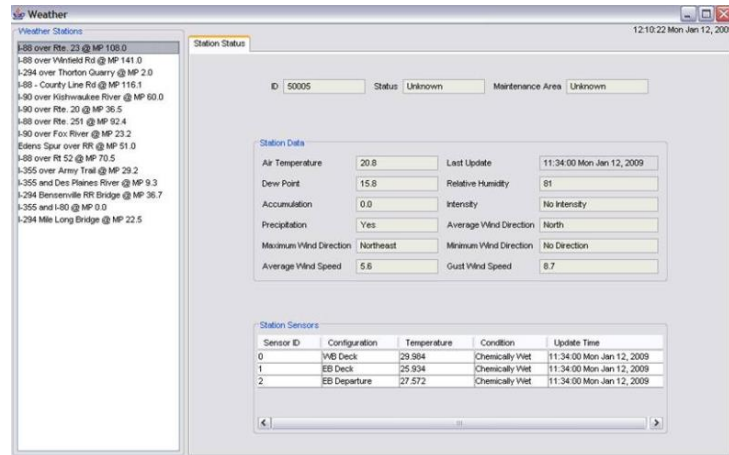 Weather
Weather Stations
12:10:22 Mon Jan 12, 200
I-88 over Rte. 23 @ MP 108.0
I-88 over Winfield Rd @ MP 141.0
I-294 over Thorton Quarry @ MP 2.0
I-88 - County Line Rd @ MP 116.1
I-90 over Kishwaukee River @ MP 60.0
I-90 over Rte. 20 @ MP 36.5
I-88 over Rte. 251 @ MP 92.4
I-90 over Fox River @ MP 23.2
Edens Spur over RR @ MP 51.0
I-88 over Rt 52 @ MP 70.5
I-355 over Army Trail @ MP 29.2
I-355 and Des Plaines River @ MP 9.3
I-294 Bensenville RR Bridge @ MP 36.7
I-355 and I-80 @ MP 0.0
I-294 Mile Long Bridge @ MP 22.5
Station Status
ID 50005 Status Unknown Maintenance Area Unknown
Station Data
Air Temperature 20.8 Last Update 11:34:00 Mon Jan 12, 2009
Dew Point 15.8 Relative Humidity 81
Accumulation 0.0 Intensity No Intensity
Precipitation Yes Average Wind Direction North
Maximum Wind Direction Northeast Minimum Wind Direction No Direction
Average Wind Speed 5.6 Gust Wind Speed 8.7
Station Sensors
Sensor ID Configuration Temperature Condition Update Time
0 WB Deck 29.984 Chemically Wet 11:34:00 Mon Jan 12, 2009
1 EB Deck 25.934 Chemically Wet 11:34:00 Mon Jan 12, 2009
2 EB Departure 27.572 Chemically Wet 11:34:00 Mon Jan 12, 2009